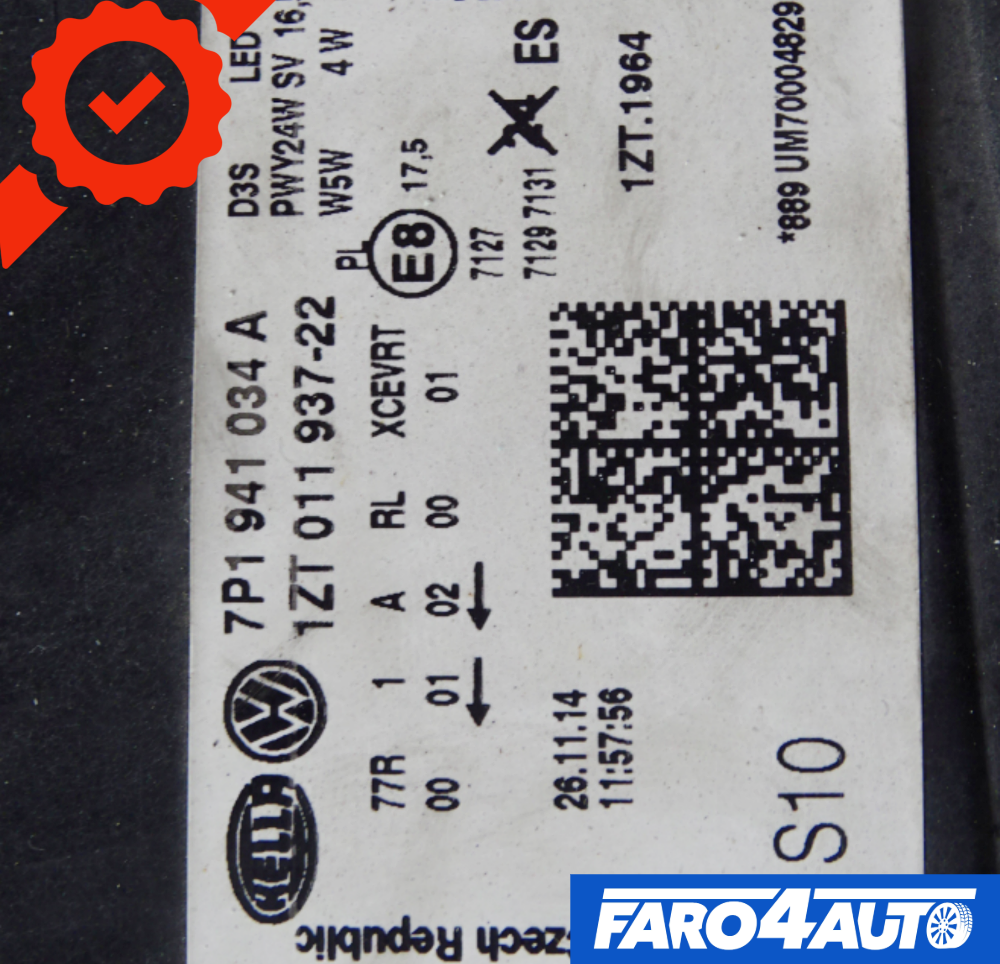 HELLA
7P1 941 034 A
1ZT 011 937-22
77R 1 A RL XCEVRT
00 01 02 00 01
D3S LED
PWY24W SV 16,
W5W 4 W
PL
E8
17,5
7127
7129 7131 24 ES
1ZT.1964
26.11.14
11:57:56
*889 UM70004829
S10
zech Republic
FARO4AUTO